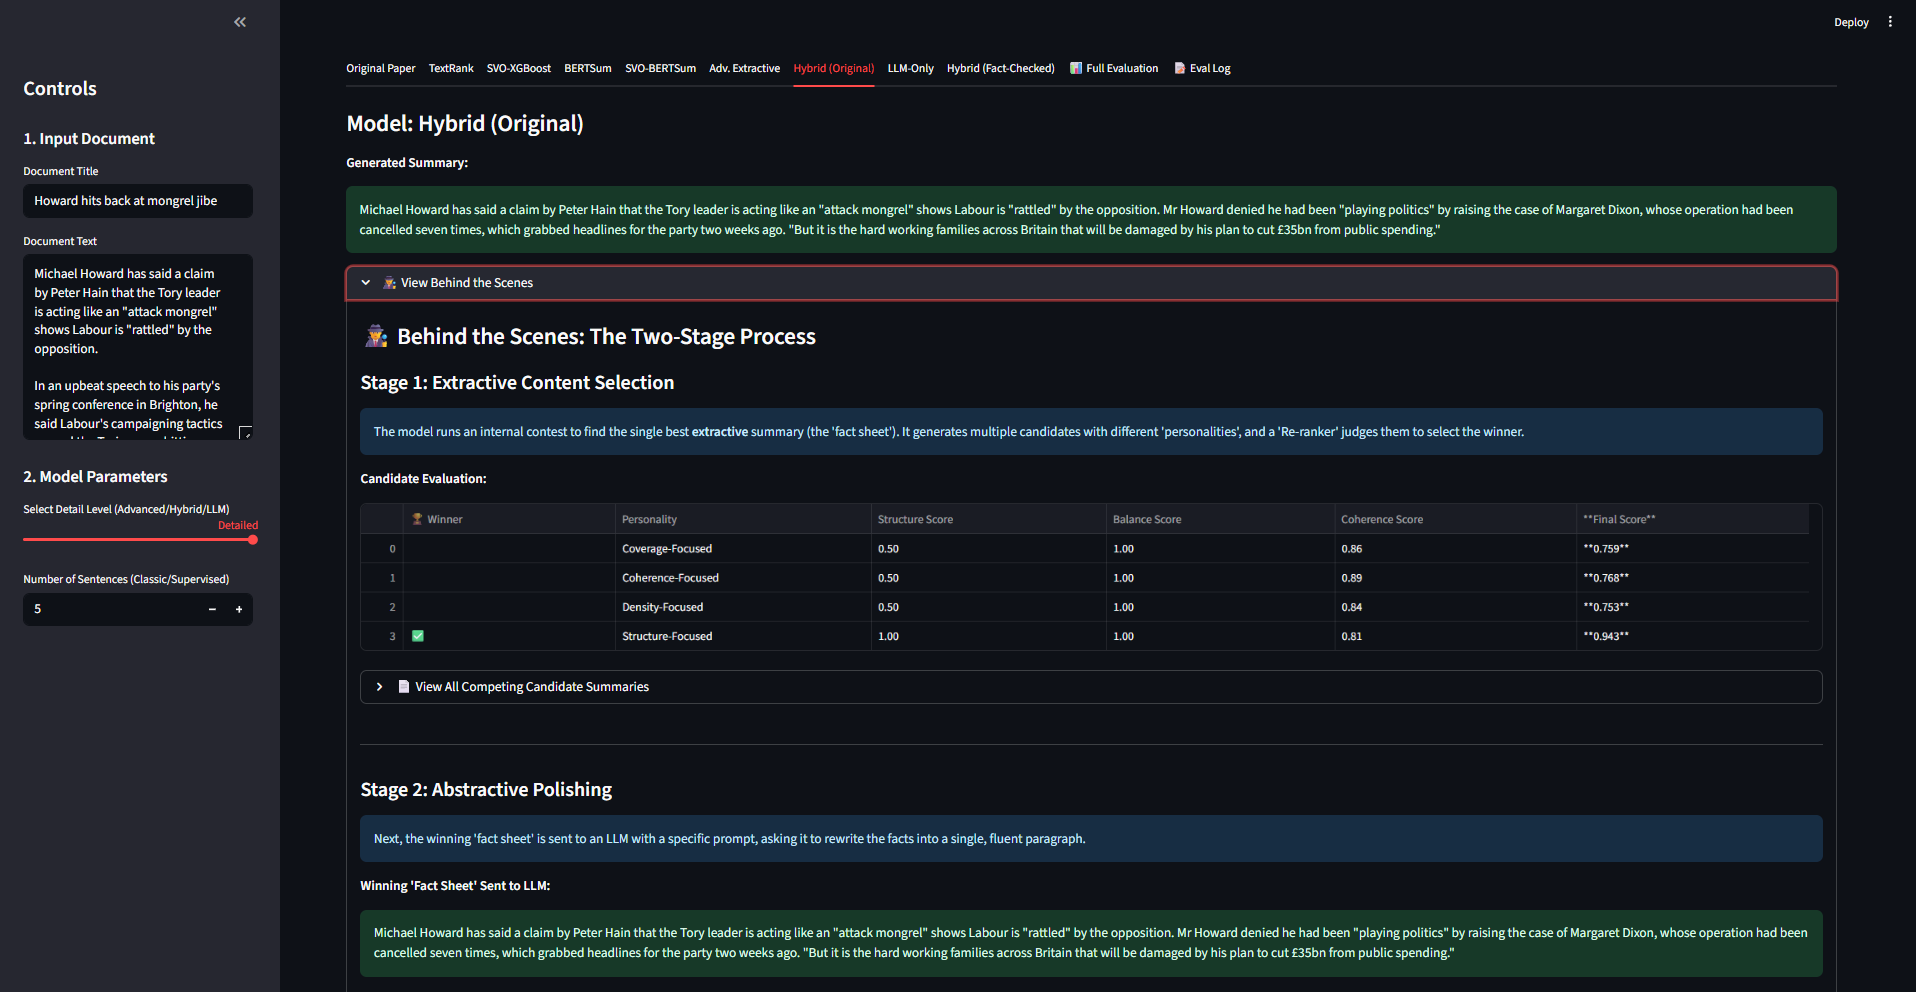 Deploy
Controls
1. Input Document
Document Title
Howard hits back at mongrel jibe
Document Text
Michael Howard has said a claim
by Peter Hain that the Tory leader
is acting like an "attack mongrel"
shows Labour is "rattled" by the
opposition.
In an upbeat speech to his party's
spring conference in Brighton, he
said Labour's campaigning tactics
2. Model Parameters
Select Detail Level (Advanced/Hybrid/LLM)
Detailed
Number of Sentences (Classic/Supervised)
5 − +
Original Paper TextRank SVO-XGBoost BERTSum SVO-BERTSum Adv. Extractive Hybrid (Original) LLM-Only Hybrid (Fact-Checked) Full Evaluation Eval Log
Model: Hybrid (Original)
Generated Summary:
Michael Howard has said a claim by Peter Hain that the Tory leader is acting like an "attack mongrel" shows Labour is "rattled" by the opposition. Mr Howard denied he had been "playing politics" by raising the case of Margaret Dixon, whose operation had been
cancelled seven times, which grabbed headlines for the party two weeks ago. "But it is the hard working families across Britain that will be damaged by his plan to cut £35bn from public spending."
View Behind the Scenes
Behind the Scenes: The Two-Stage Process
Stage 1: Extractive Content Selection
The model runs an internal contest to find the single best extractive summary (the 'fact sheet'). It generates multiple candidates with different 'personalities', and a 'Re-ranker' judges them to select the winner.
Candidate Evaluation:
Winner Personality Structure Score Balance Score Coherence Score **Final Score**
0 Coverage-Focused 0.50 1.00 0.86 **0.759**
1 Coherence-Focused 0.50 1.00 0.89 **0.768**
2 Density-Focused 0.50 1.00 0.84 **0.753**
3 Structure-Focused 1.00 1.00 0.81 **0.943**
View All Competing Candidate Summaries
Stage 2: Abstractive Polishing
Next, the winning 'fact sheet' is sent to an LLM with a specific prompt, asking it to rewrite the facts into a single, fluent paragraph.
Winning 'Fact Sheet' Sent to LLM:
Michael Howard has said a claim by Peter Hain that the Tory leader is acting like an "attack mongrel" shows Labour is "rattled" by the opposition. Mr Howard denied he had been "playing politics" by raising the case of Margaret Dixon, whose operation had been
cancelled seven times, which grabbed headlines for the party two weeks ago. "But it is the hard working families across Britain that will be damaged by his plan to cut £35bn from public spending."